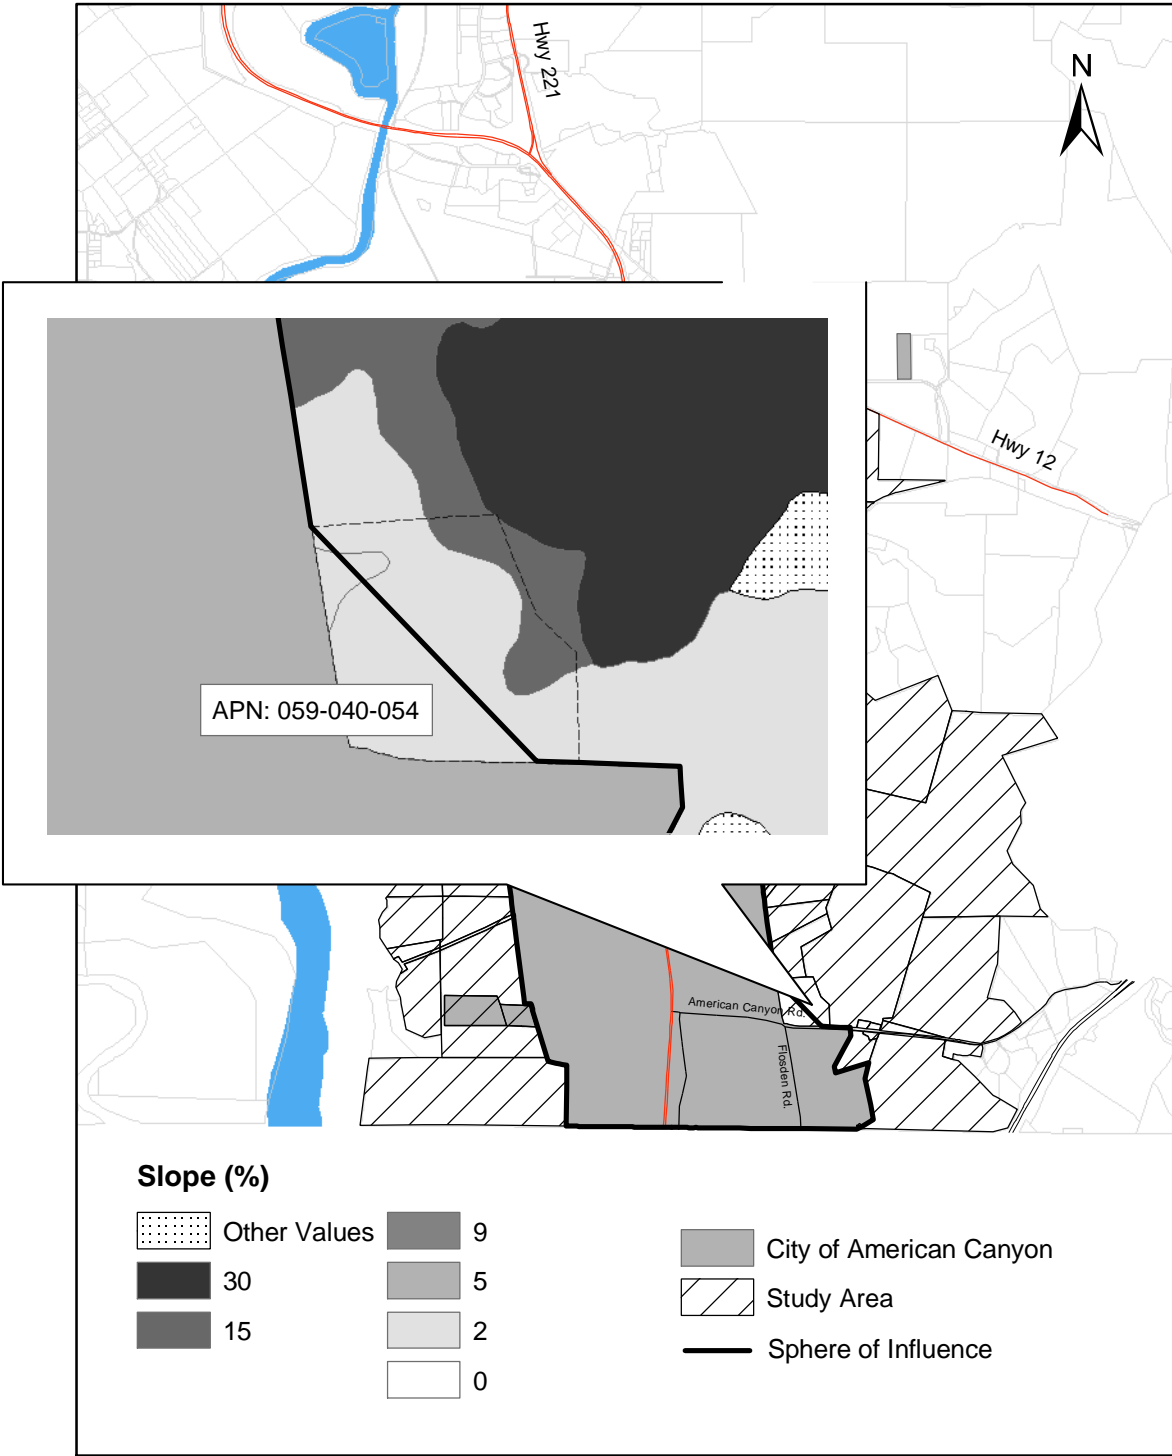 Hwy 221
N
Hwy 12
APN: 059-040-054
American Canyon Rd.
Flosden Rd.
Slope (%)
Other Values
30
15
9
5
2
0
City of American Canyon
Study Area
Sphere of Influence